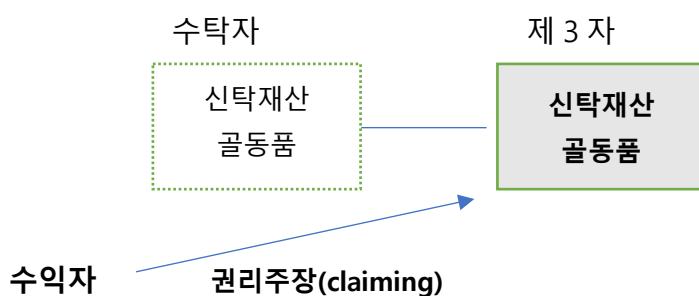 수탁자
제 3 자
신탁재산
골동품
신탁재산
골동품
수익자
권리주장(claiming)